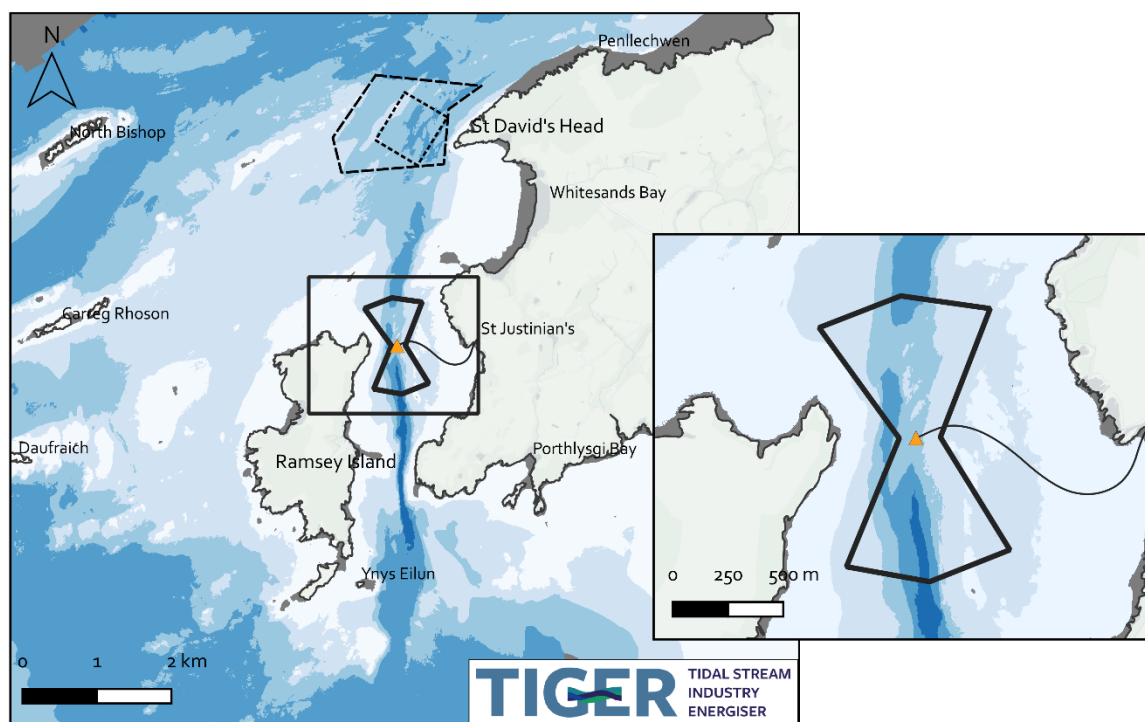 N
Penllechwen
North Bishop
St David's Head
Whitesands Bay
Carreg Rhoson
St Justinian's
Daufraich
Ramsey Island
Porthlysgi Bay
Ynys Eilun
0 1 2 km
0 250 500 m
TIGER
TIDAL STREAM
INDUSTRY
ENERGISER